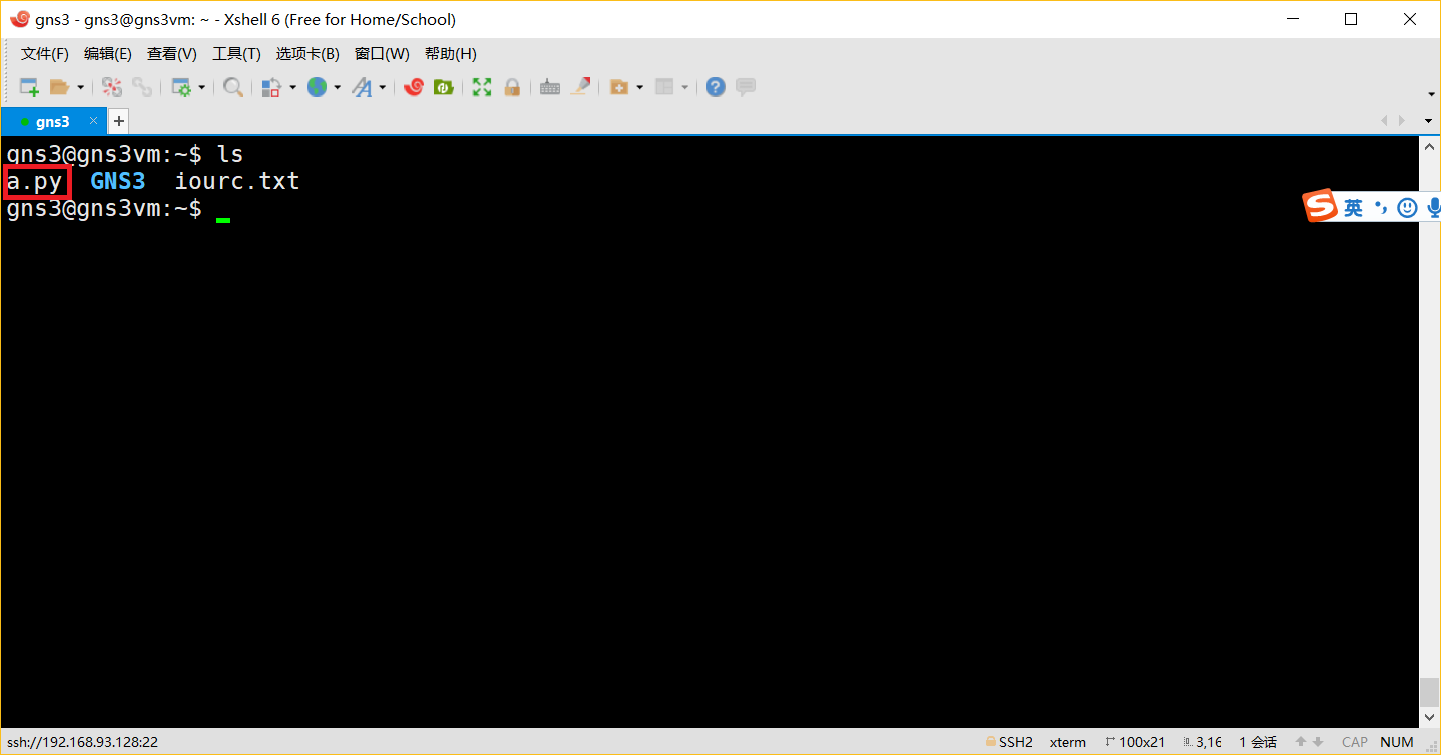 gns3 - gns3@gns3vm: ~ - Xshell 6 (Free for Home/School)
文件(F) 编辑(E) 查看(V) 工具(T) 选项卡(B) 窗口(W) 帮助(H)
gns3
gns3@gns3vm:~$ ls
a.py GNS3 iourc.txt
gns3@gns3vm:~$
英
ssh://192.168.93.128:22 SSH2 xterm 100x21 3,16 1 会话 CAP NUM